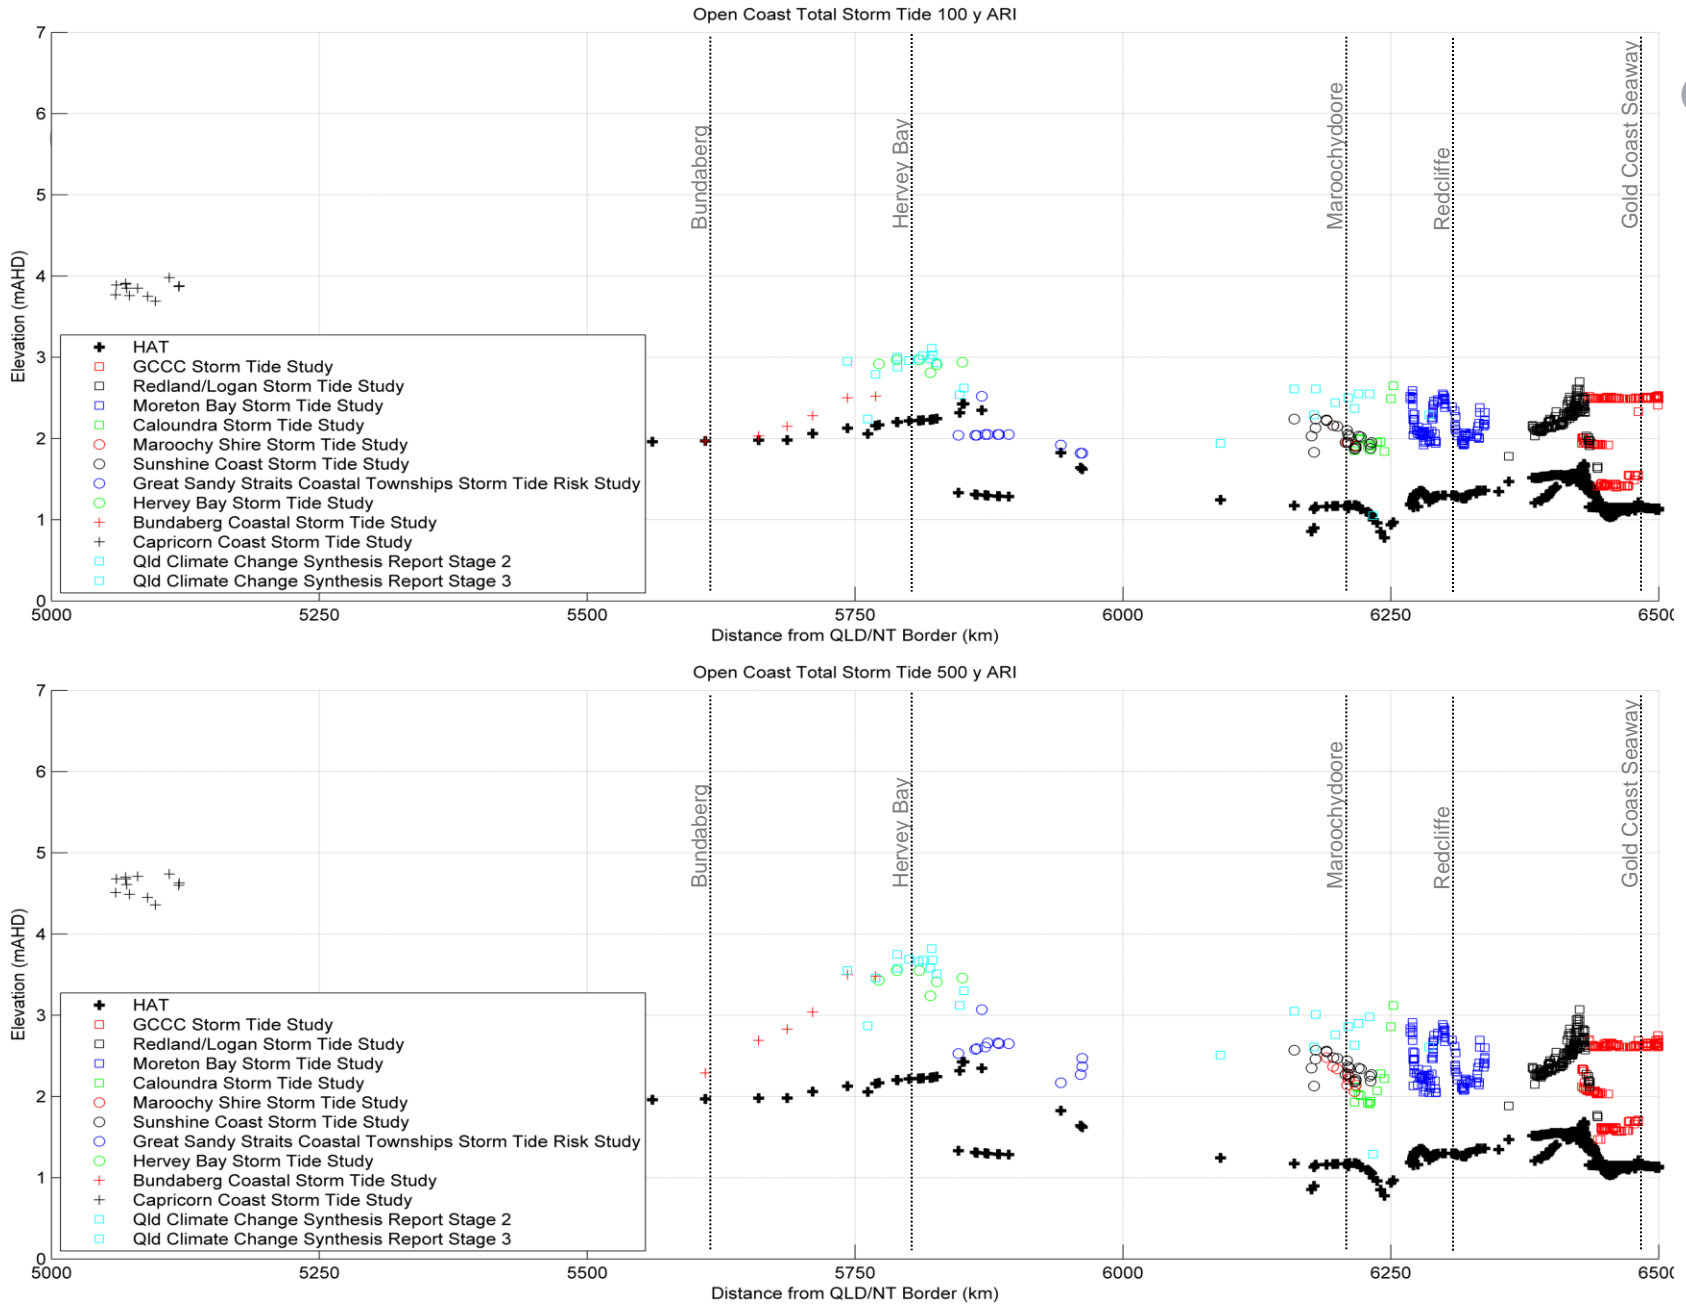 Open Coast Total Storm Tide 100 y ARI
7
6
5
4
3
2
1
0
Elevation (mAHD)
Bundaberg
Hervey Bay
Maroochydoore
Redcliffe
Gold Coast Seaway
HAT
GCCC Storm Tide Study
Redland/Logan Storm Tide Study
Moreton Bay Storm Tide Study
Caloundra Storm Tide Study
Maroochy Shire Storm Tide Study
Sunshine Coast Storm Tide Study
Great Sandy Straits Coastal Townships Storm Tide Risk Study
Hervey Bay Storm Tide Study
Bundaberg Coastal Storm Tide Study
Capricorn Coast Storm Tide Study
Qld Climate Change Synthesis Report Stage 2
Qld Climate Change Synthesis Report Stage 3
5000 5250 5500 5750 6000 6250 6500
Distance from QLD/NT Border (km)
Open Coast Total Storm Tide 500 y ARI
7
6
5
4
3
2
1
0
Elevation (mAHD)
Bundaberg
Hervey Bay
Maroochydoore
Redcliffe
Gold Coast Seaway
HAT
GCCC Storm Tide Study
Redland/Logan Storm Tide Study
Moreton Bay Storm Tide Study
Caloundra Storm Tide Study
Maroochy Shire Storm Tide Study
Sunshine Coast Storm Tide Study
Great Sandy Straits Coastal Townships Storm Tide Risk Study
Hervey Bay Storm Tide Study
Bundaberg Coastal Storm Tide Study
Capricorn Coast Storm Tide Study
Qld Climate Change Synthesis Report Stage 2
Qld Climate Change Synthesis Report Stage 3
5000 5250 5500 5750 6000 6250 6500
Distance from QLD/NT Border (km)